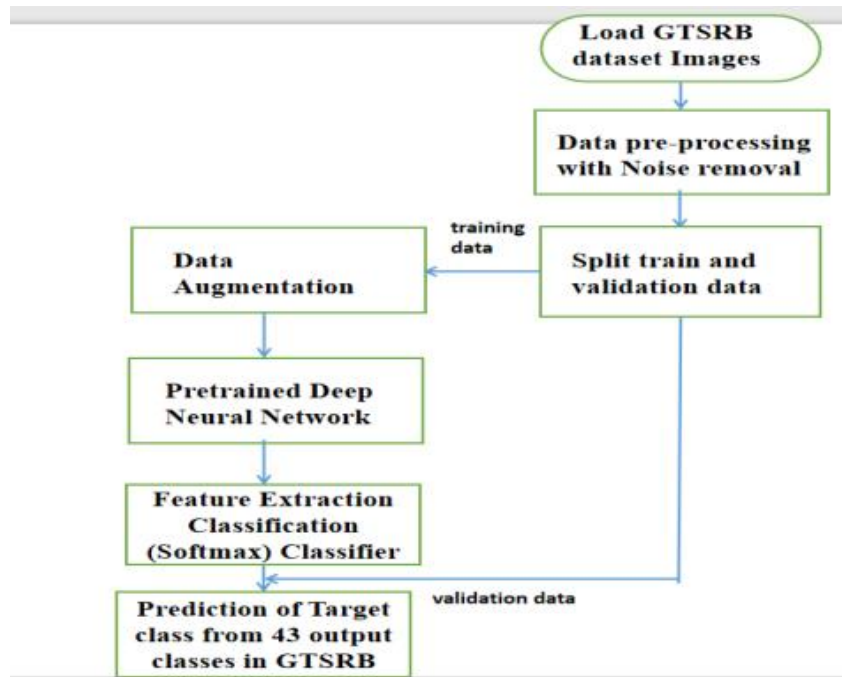 Load GTSRB
dataset Images
Data pre-processing
with Noise removal
training
data
Split train and
validation data
Data
Augmentation
Pretrained Deep
Neural Network
Feature Extraction
Classification
(Softmax) Classifier
validation data
Prediction of Target
class from 43 output
classes in GTSRB